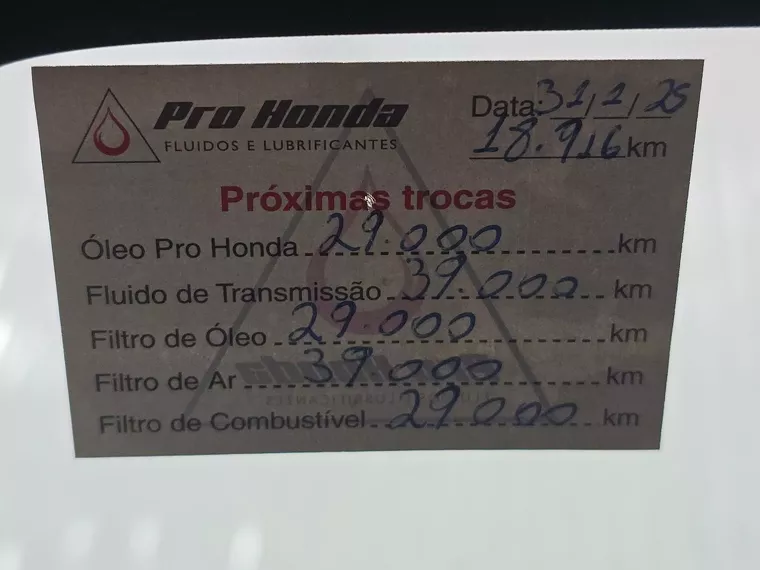 Pro Honda
FLUIDOS E LUBRIFICANTES
Data: 31/1/25
18.916 km
Próximas trocas
Óleo Pro Honda 29.000 km
Fluido de Transmissão 39.000 km
Filtro de Óleo 29.000 km
Filtro de Ar 39.000 km
Filtro de Combustível 29.000 km